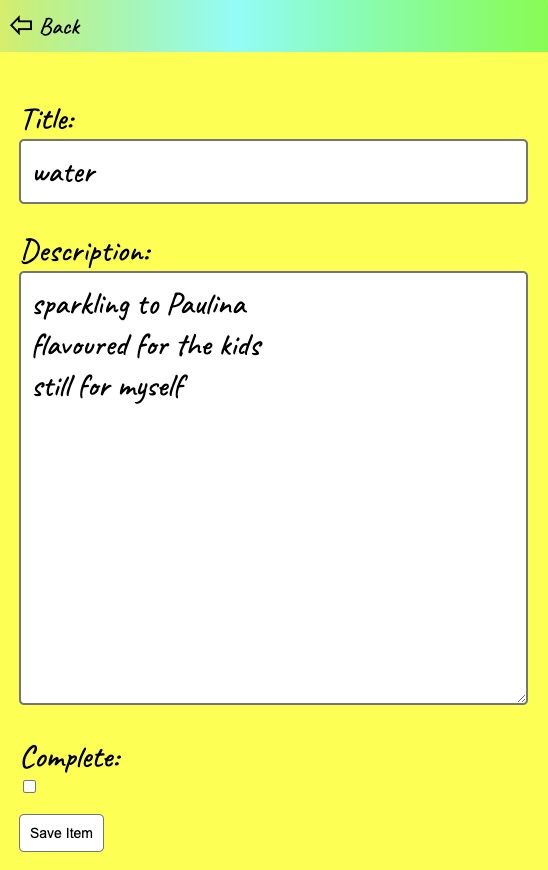 Back
Title:
water
Description:
sparkling to Paulina
flavoured for the kids
still for myself
Complete:
Save Item